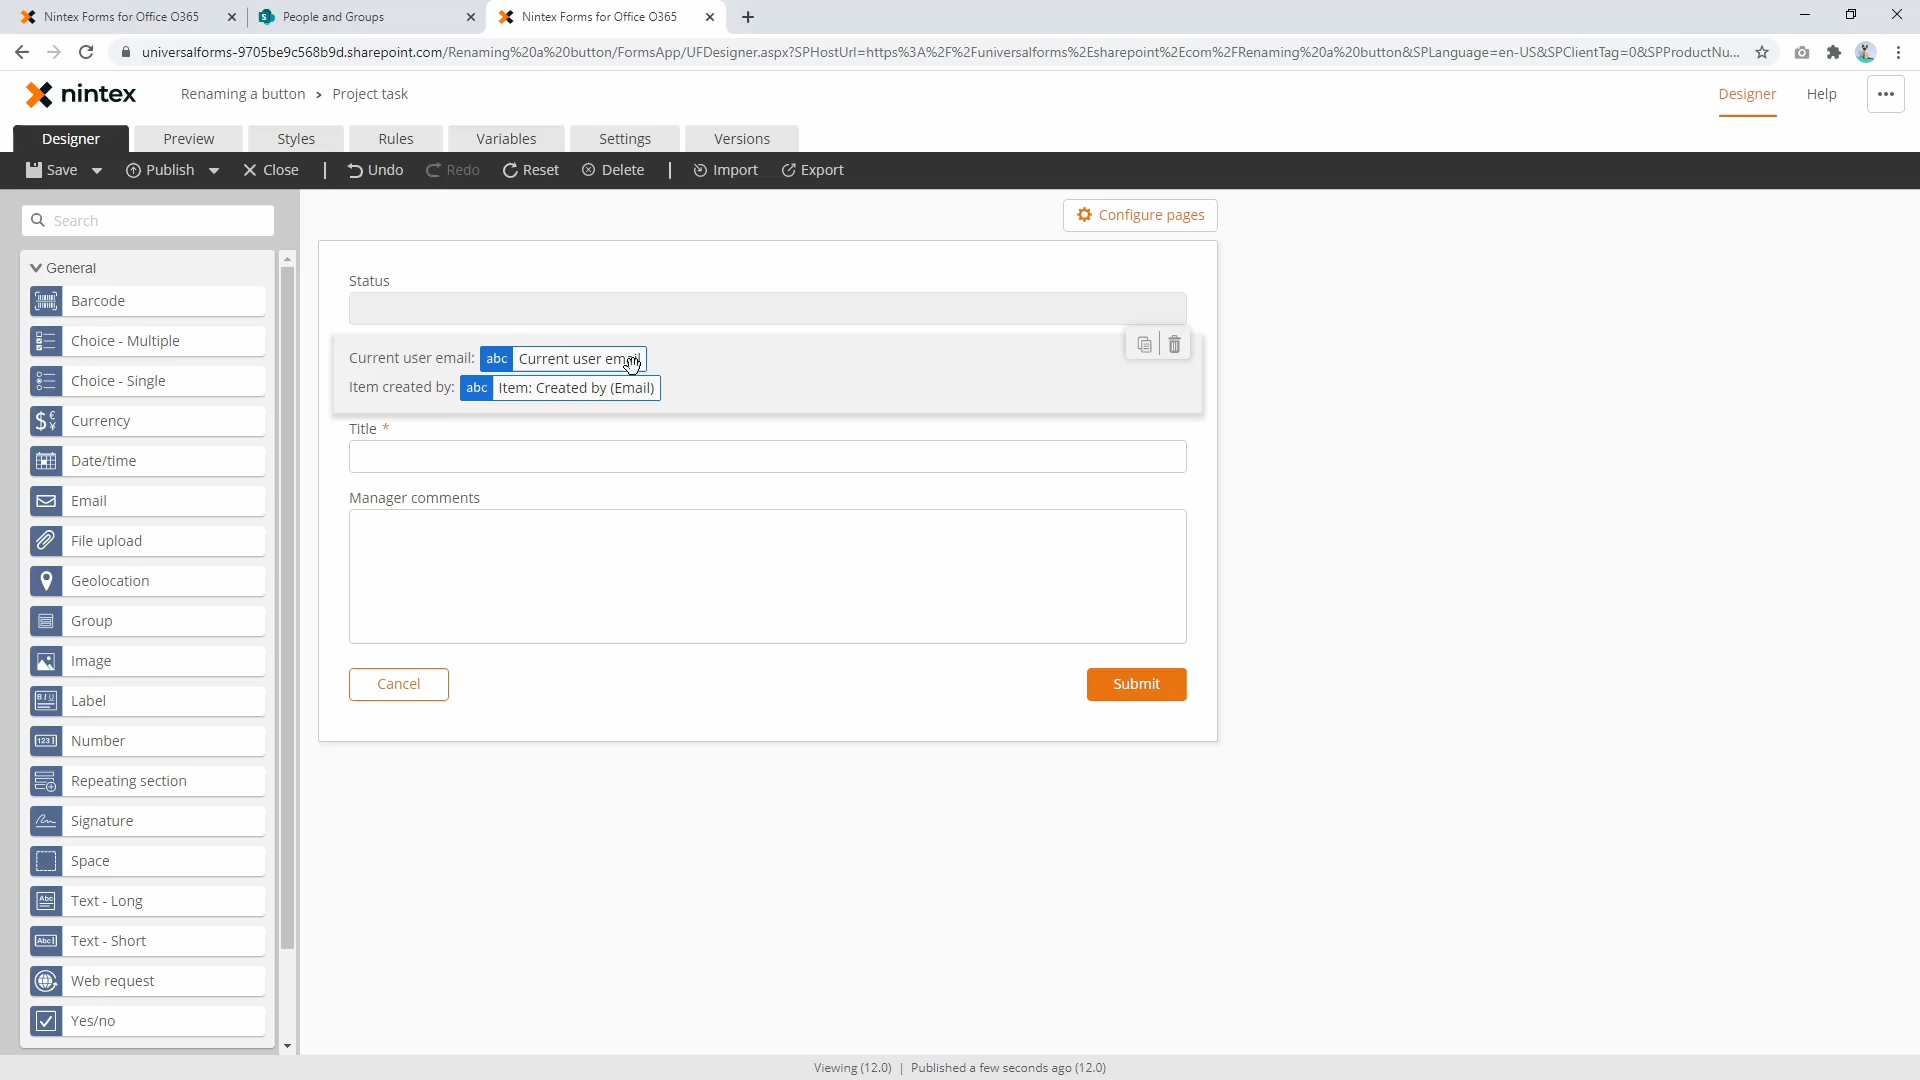 Nintex Forms for Office O365
People and Groups
Nintex Forms for Office O365
universalforms-9705be9c568b9d.sharepoint.com/Renaming%20a%20button/FormsApp/UFDesigner.aspx?SPHostUrl=https%3A%2F%2Funiversalforms%2Esharepoint%2Ecom%2FRenaming%20a%20button&SPLanguage=en-US&SPClientTag=0&SPProductNu...
nintex
Renaming a button > Project task
Designer
Help
Designer
Preview
Styles
Rules
Variables
Settings
Versions
Save
Publish
Close
Undo
Redo
Reset
Delete
Import
Export
Search
Configure pages
General
Barcode
Choice - Multiple
Choice - Single
Currency
Date/time
Email
File upload
Geolocation
Group
Image
Label
Number
Repeating section
Signature
Space
Text - Long
Text - Short
Web request
Yes/no
Status
Current user email: abc Current user email
Item created by: abc Item: Created by (Email)
Title *
Manager comments
Cancel
Submit
Viewing (12.0) | Published a few seconds ago (12.0)